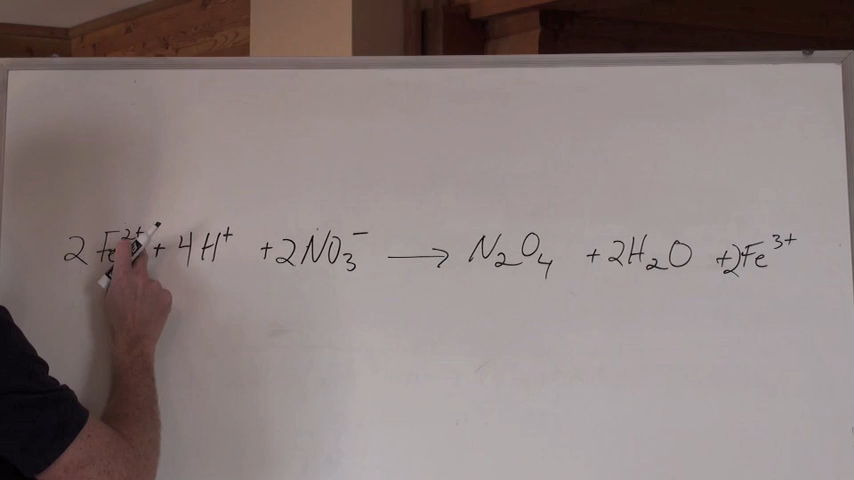 2 Fe²⁺ + 4H⁺ + 2NO₃⁻ → N₂O₄ + 2H₂O + 2Fe³⁺